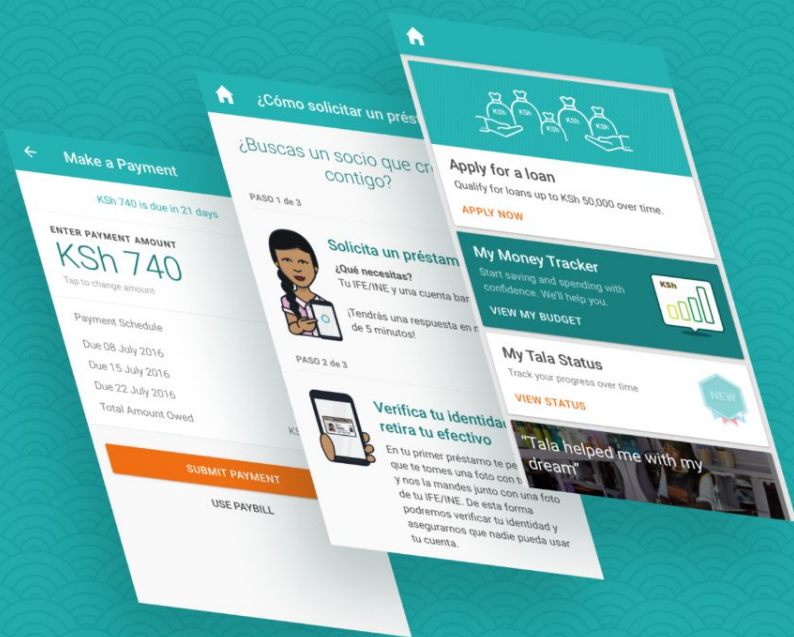 Make a Payment
KSh 740 is due in 21 days
ENTER PAYMENT AMOUNT
KSh 740
Tap to change amount
Payment Schedule
Due 08 July 2016
Due 15 July 2016
Due 22 July 2016
Total Amount Owed
SUBMIT PAYMENT
USE PAYBILL
¿Cómo solicitar un prés
¿Buscas un socio que cr
contigo?
PASO 1 de 3
Solicita un préstam
¿Qué necesitas?
Tu IFE/INE y una cuenta ban
¡Tendrás una respuesta en
de 5 minutos!
PASO 2 de 3
Verifica tu identidad
retira tu efectivo
En tu primer préstamo te pe
que te tomes una foto con
y nos la mandes junto con una foto
de tu IFE/INE. De esta forma
podremos verificar tu identidad y
asegurarnos que nadie pueda usar
tu cuenta.
KSh KSh KSh KSh
Apply for a loan
Qualify for loans up to KSh 50,000 over time.
APPLY NOW
My Money Tracker
Start saving and spending with
confidence. We'll help you.
VIEW MY BUDGET
KSh
My Tala Status
Track your progress over time
VIEW STATUS
NEW
"Tala helped me with my
dream"